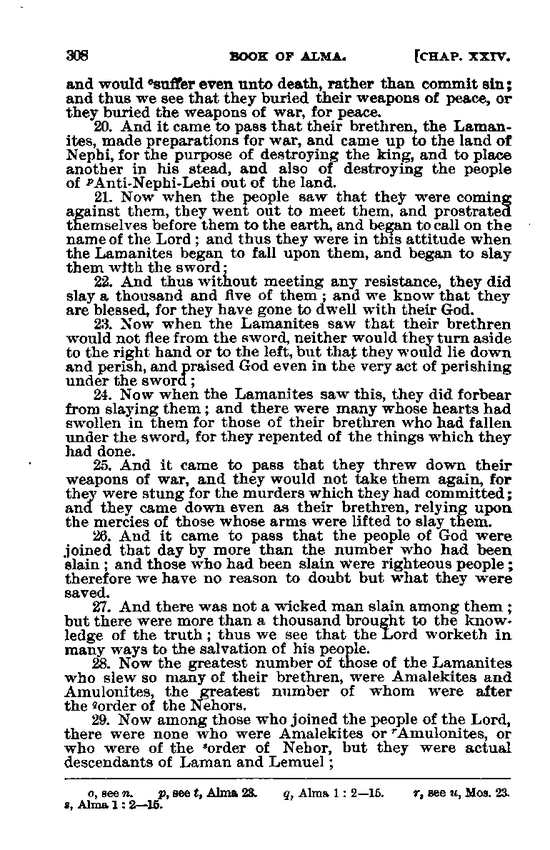 308 BOOK OF ALMA. [CHAP. XXIV.
and would ᵒsuffer even unto death, rather than commit sin;
and thus we see that they buried their weapons of peace, or
they buried the weapons of war, for peace.
20. And it came to pass that their brethren, the Laman-
ites, made preparations for war, and came up to the land of
Nephi, for the purpose of destroying the king, and to place
another in his stead, and also of destroying the people
of ᵖAnti-Nephi-Lehi out of the land.
21. Now when the people saw that they were coming
against them, they went out to meet them, and prostrated
themselves before them to the earth, and began to call on the
name of the Lord; and thus they were in this attitude when
the Lamanites began to fall upon them, and began to slay
them with the sword;
22. And thus without meeting any resistance, they did
slay a thousand and five of them; and we know that they
are blessed, for they have gone to dwell with their God.
23. Now when the Lamanites saw that their brethren
would not flee from the sword, neither would they turn aside
to the right hand or to the left, but that they would lie down
and perish, and praised God even in the very act of perishing
under the sword;
24. Now when the Lamanites saw this, they did forbear
from slaying them; and there were many whose hearts had
swollen in them for those of their brethren who had fallen
under the sword, for they repented of the things which they
had done.
25. And it came to pass that they threw down their
weapons of war, and they would not take them again, for
they were stung for the murders which they had committed;
and they came down even as their brethren, relying upon
the mercies of those whose arms were lifted to slay them.
26. And it came to pass that the people of God were
joined that day by more than the number who had been
slain; and those who had been slain were righteous people;
therefore we have no reason to doubt but what they were
saved.
27. And there was not a wicked man slain among them;
but there were more than a thousand brought to the know-
ledge of the truth; thus we see that the Lord worketh in
many ways to the salvation of his people.
28. Now the greatest number of those of the Lamanites
who slew so many of their brethren, were Amalekites and
Amulonites, the greatest number of whom were after
the ᑫorder of the Nehors.
29. Now among those who joined the people of the Lord,
there were none who were Amalekites or ʳAmulonites, or
who were of the ˢorder of Nehor, but they were actual
descendants of Laman and Lemuel;
o, see n. p, see t, Alma 23. q, Alma 1: 2—15. r, see u, Mos. 23.
s, Alma 1: 2—15.